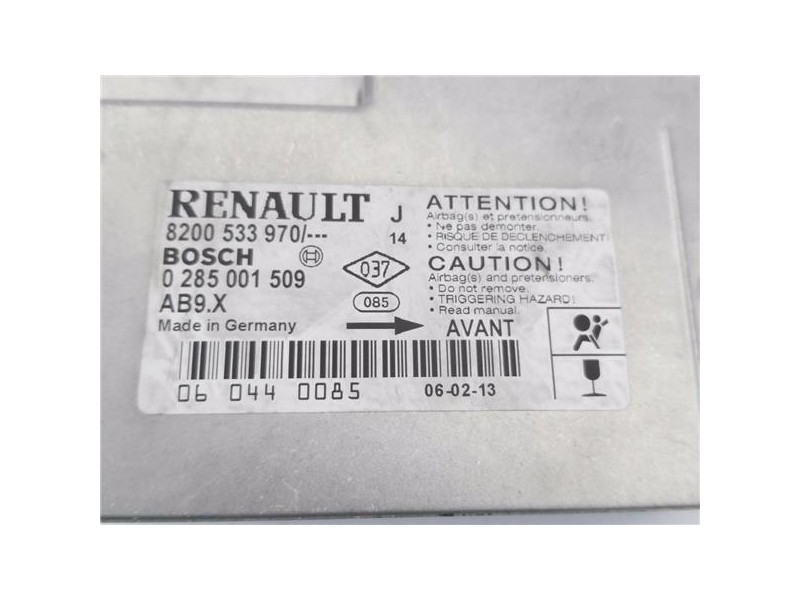 RENAULT J
8200 533 970/--- 14
BOSCH
0 285 001 509
037
AB9.X
085
Made in Germany
AVANT
ATTENTION!
Airbag(s) et pretensionneurs.
• Ne pas demonter.
• RISQUE DE DECLENCHEMENT!
• Consulter la notice.
CAUTION!
Airbag(s) and pretensioners.
• Do not remove.
• TRIGGERING HAZARD!
• Read manual.
06 044 0085
06-02-13